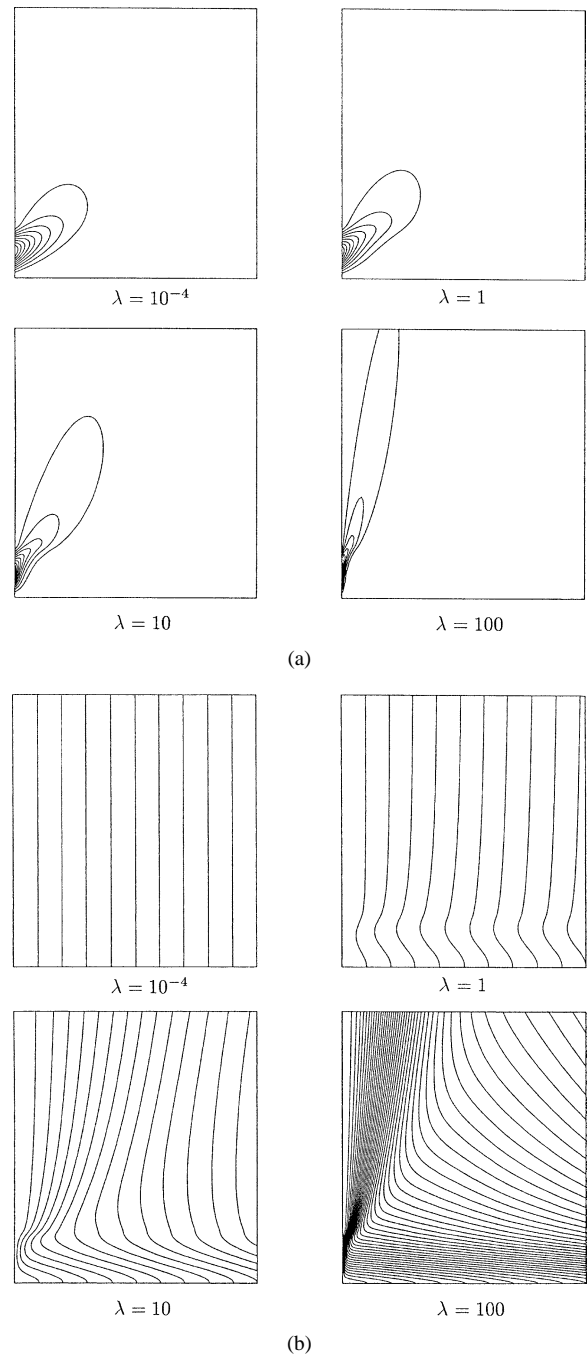 λ = 10⁻⁴
λ = 1
λ = 10
λ = 100
(a)
λ = 10⁻⁴
λ = 1
λ = 10
λ = 100
(b)